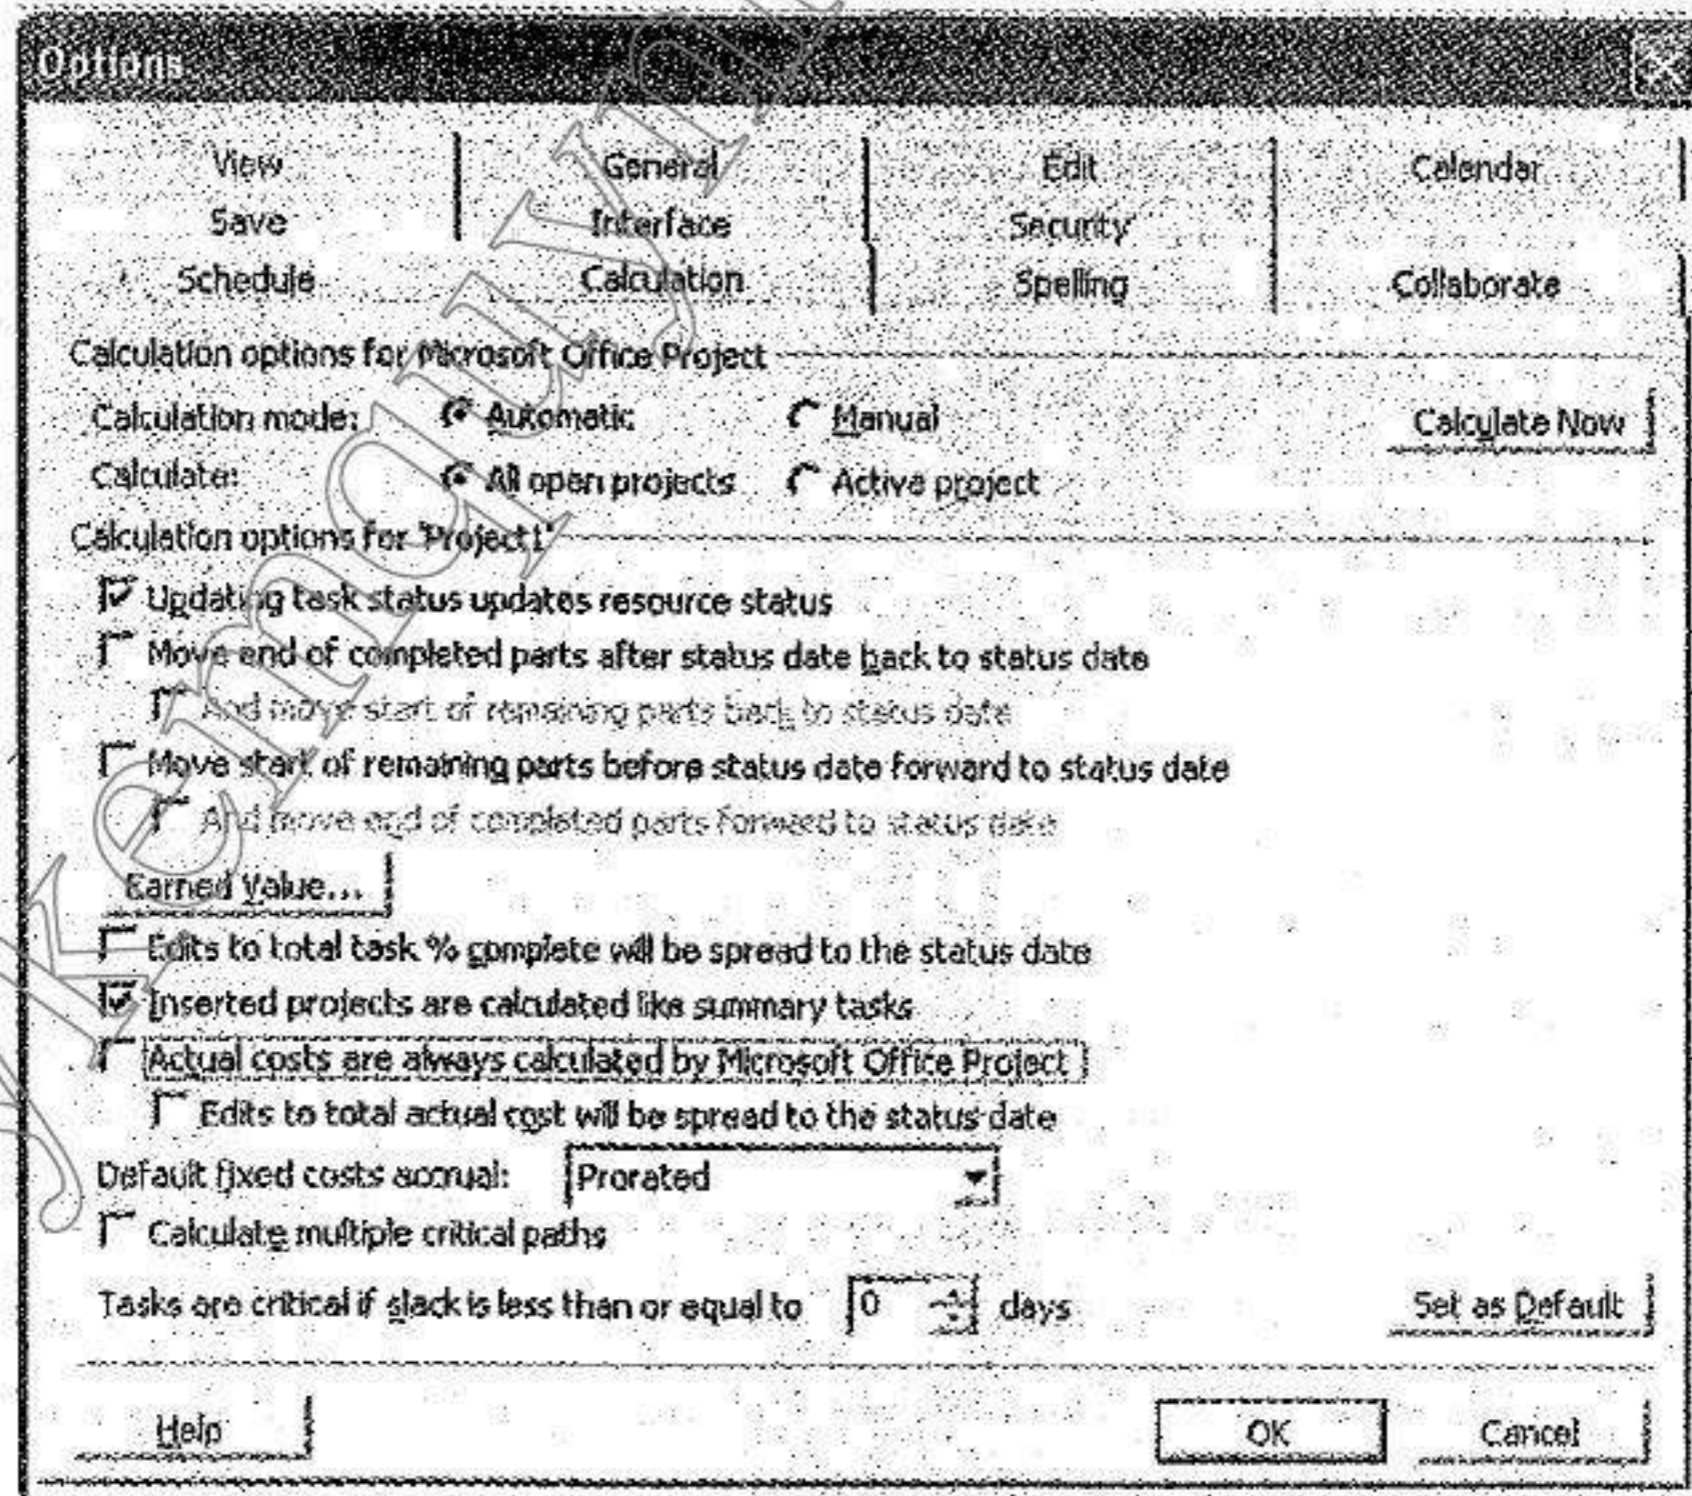 Options
View General Edit Calendar
Save Interface Security
Schedule Calculation Spelling Collaborate
Calculation options for Microsoft Office Project
Calculation mode: Automatic Manual Calculate Now
Calculate: All open projects Active project
Calculation options for 'Project1'
Updating task status updates resource status
Move end of completed parts after status date back to status date
And move start of remaining parts back to status date
Move start of remaining parts before status date forward to status date
And move end of completed parts forward to status date
Earned Value...
Edits to total task % complete will be spread to the status date
Inserted projects are calculated like summary tasks
Actual costs are always calculated by Microsoft Office Project
Edits to total actual cost will be spread to the status date
Default fixed costs accrual: Prorated
Calculate multiple critical paths
Tasks are critical if slack is less than or equal to 0 days Set as Default
Help OK Cancel